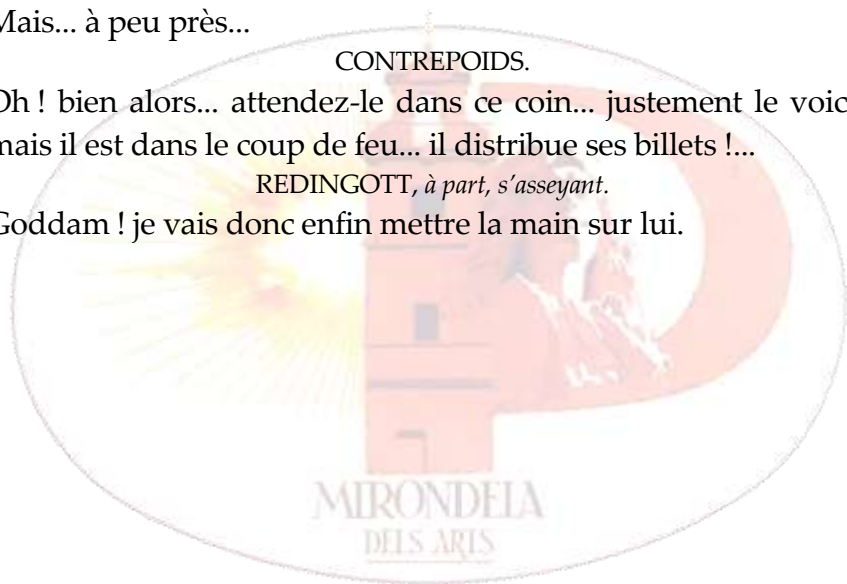 Mais... à peu près...
CONTREPOIDS.
Oh ! bien alors... attendez-le dans ce coin... justement le voic
mais il est dans le coup de feu... il distribue ses billets !...
REDINGOTT, à part, s’asseyant.
Goddam ! je vais donc enfin mettre la main sur lui.
MIRONDELA
DELS ARTS